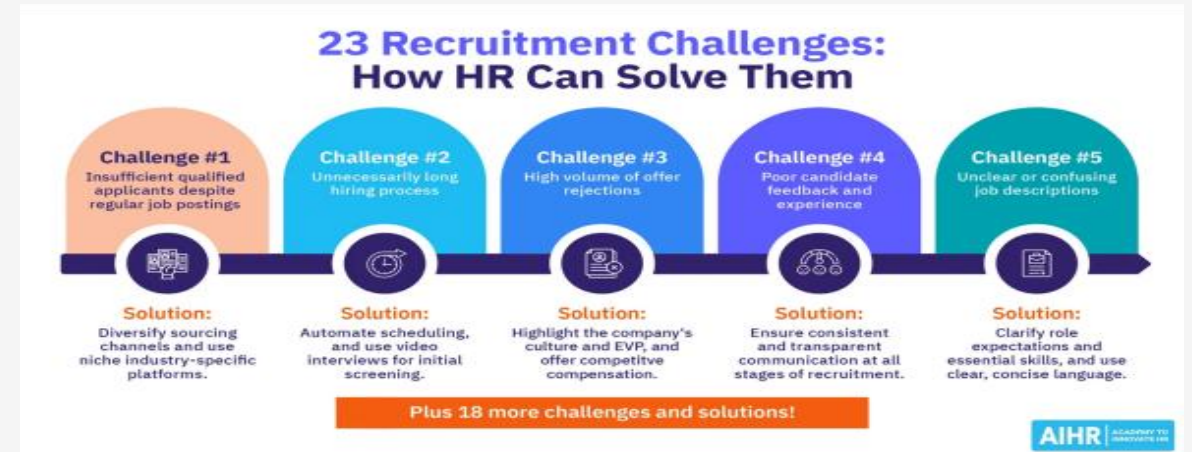 23 Recruitment Challenges:
How HR Can Solve Them
Challenge #1
Insufficient qualified
applicants despite
regular job postings
Challenge #2
Unnecessarily long
hiring process
Challenge #3
High volume of offer
rejections
Challenge #4
Poor candidate
feedback and
experience
Challenge #5
Unclear or confusing
job descriptions
Solution:
Diversify sourcing
channels and use
niche industry-specific
platforms.
Solution:
Automate scheduling,
and use video
interviews for initial
screening.
Solution:
Highlight the company's
culture and EVP, and
offer competitve
compensation.
Solution:
Ensure consistent
and transparent
communication at all
stages of recruitment.
Solution:
Clarify role
expectations and
essential skills, and use
clear, concise language.
Plus 18 more challenges and solutions!
AIHR
ACADEMY TO
INNOVATE HR